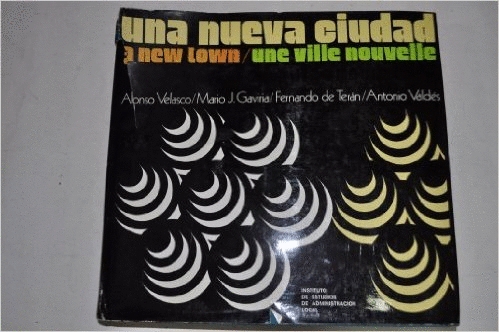 una nueva ciudad
a new town/une ville nouvelle
Alonso Velasco/Mario J. Gaviria/Fernando de Terán/Antonio Valdés
INSTITUTO
DE ESTUDIOS
DE ADMINISTRACION
LOCAL